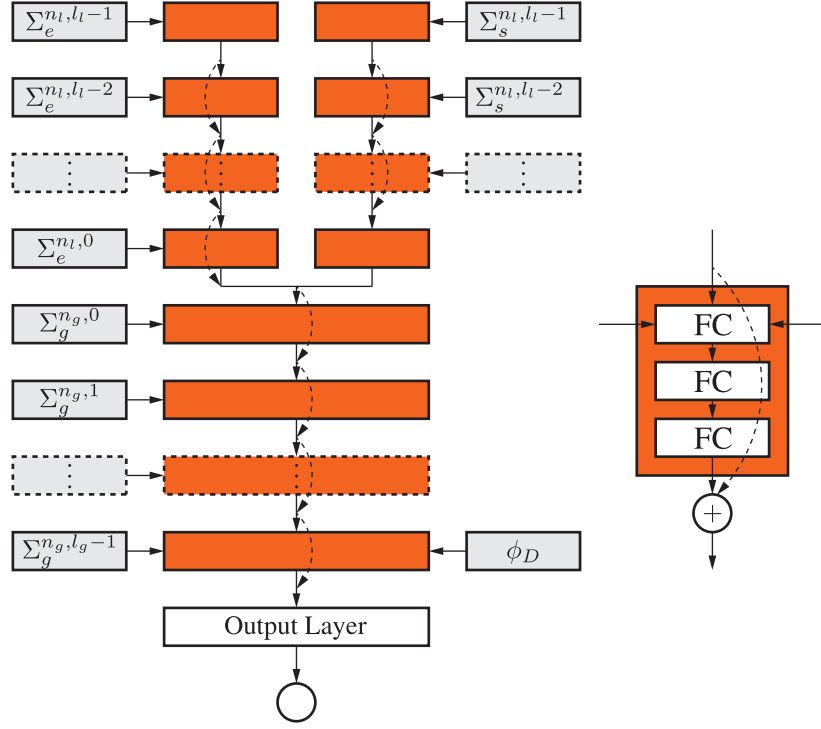 Σ_e^{n_l,l_l−1} Σ_s^{n_l,l_l−1}
Σ_e^{n_l,l_l−2} Σ_s^{n_l,l_l−2}
⋮ ⋮ ⋮ ⋮
Σ_e^{n_l,0}
Σ_g^{n_g,0}
Σ_g^{n_g,1}
⋮ ⋮
Σ_g^{n_g,l_g−1} ϕ_D
Output Layer
FC
FC
FC
+